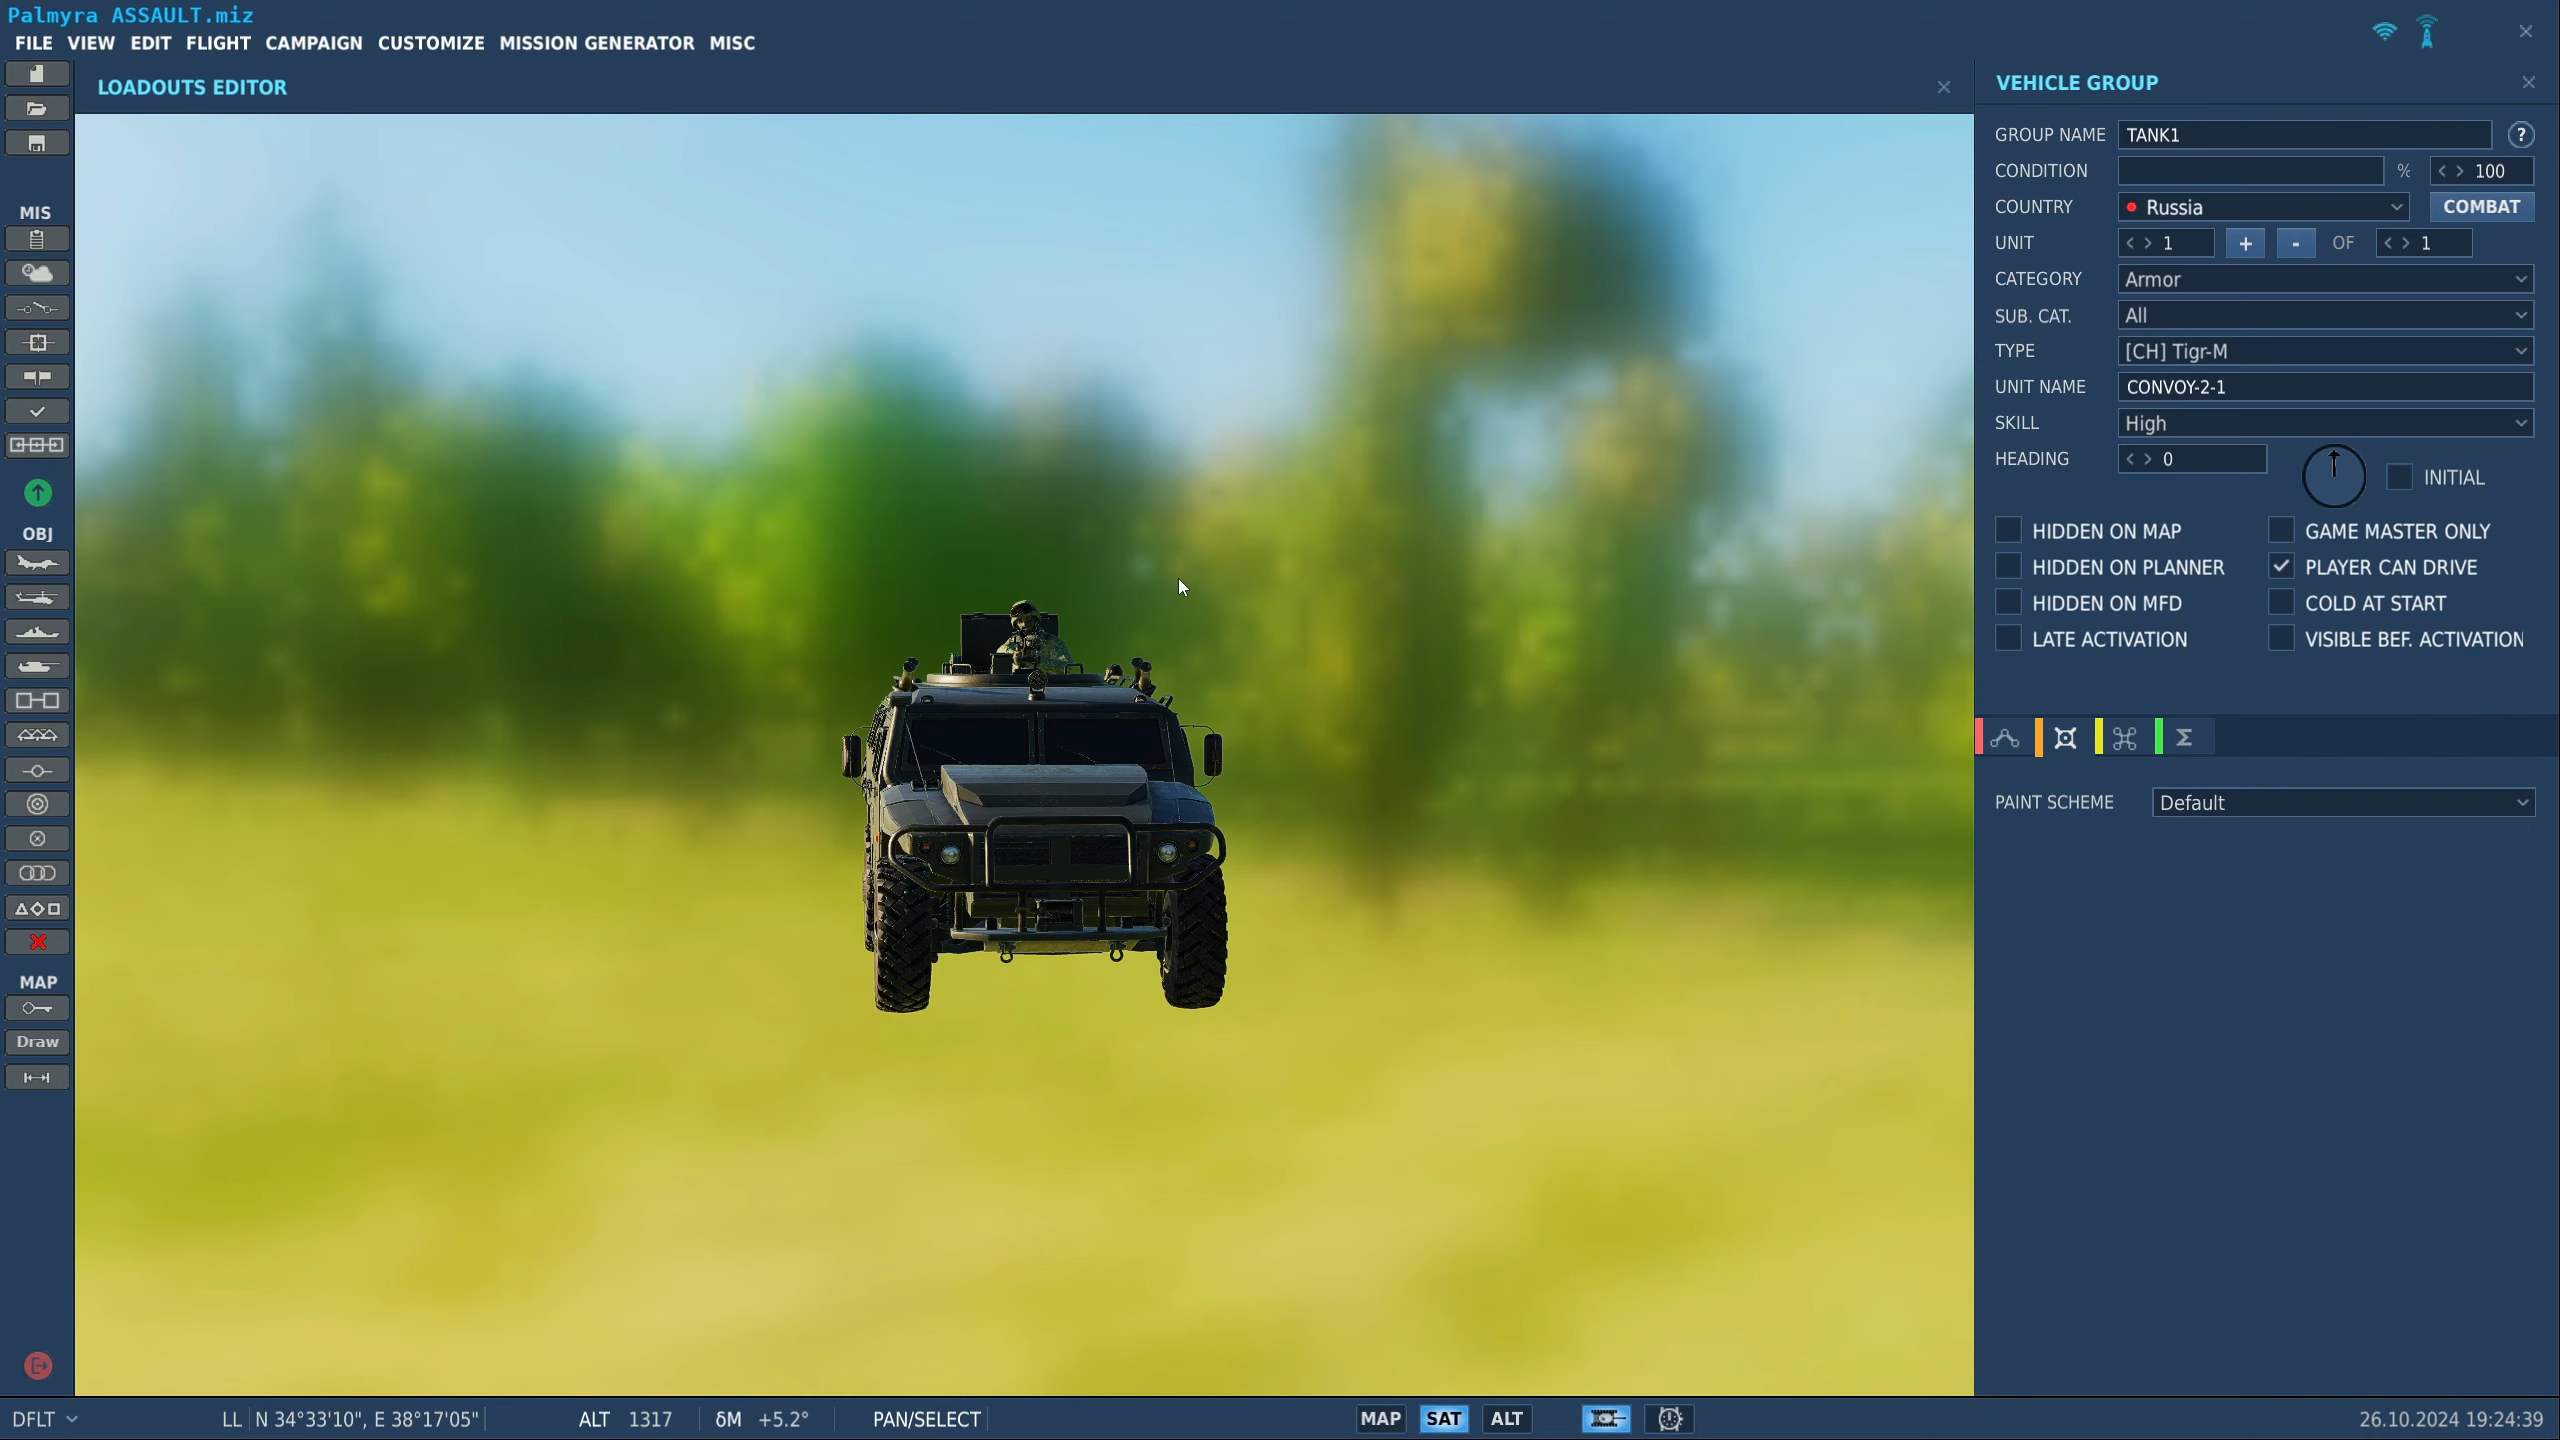 Palmyra ASSAULT.miz
FILE VIEW EDIT FLIGHT CAMPAIGN CUSTOMIZE MISSION GENERATOR MISC
LOADOUTS EDITOR
MIS
OBJ
MAP
Draw
VEHICLE GROUP
GROUP NAME TANK1 ?
CONDITION % < > 100
COUNTRY Russia COMBAT
UNIT < > 1 + - OF < > 1
CATEGORY Armor
SUB. CAT. All
TYPE [CH] Tigr-M
UNIT NAME CONVOY-2-1
SKILL High
HEADING < > 0 INITIAL
HIDDEN ON MAP GAME MASTER ONLY
HIDDEN ON PLANNER PLAYER CAN DRIVE
HIDDEN ON MFD COLD AT START
LATE ACTIVATION VISIBLE BEF. ACTIVATION
Σ
PAINT SCHEME Default
DFLT LL N 34°33'10", E 38°17'05" ALT 1317 δM +5.2° PAN/SELECT MAP SAT ALT 26.10.2024 19:24:39